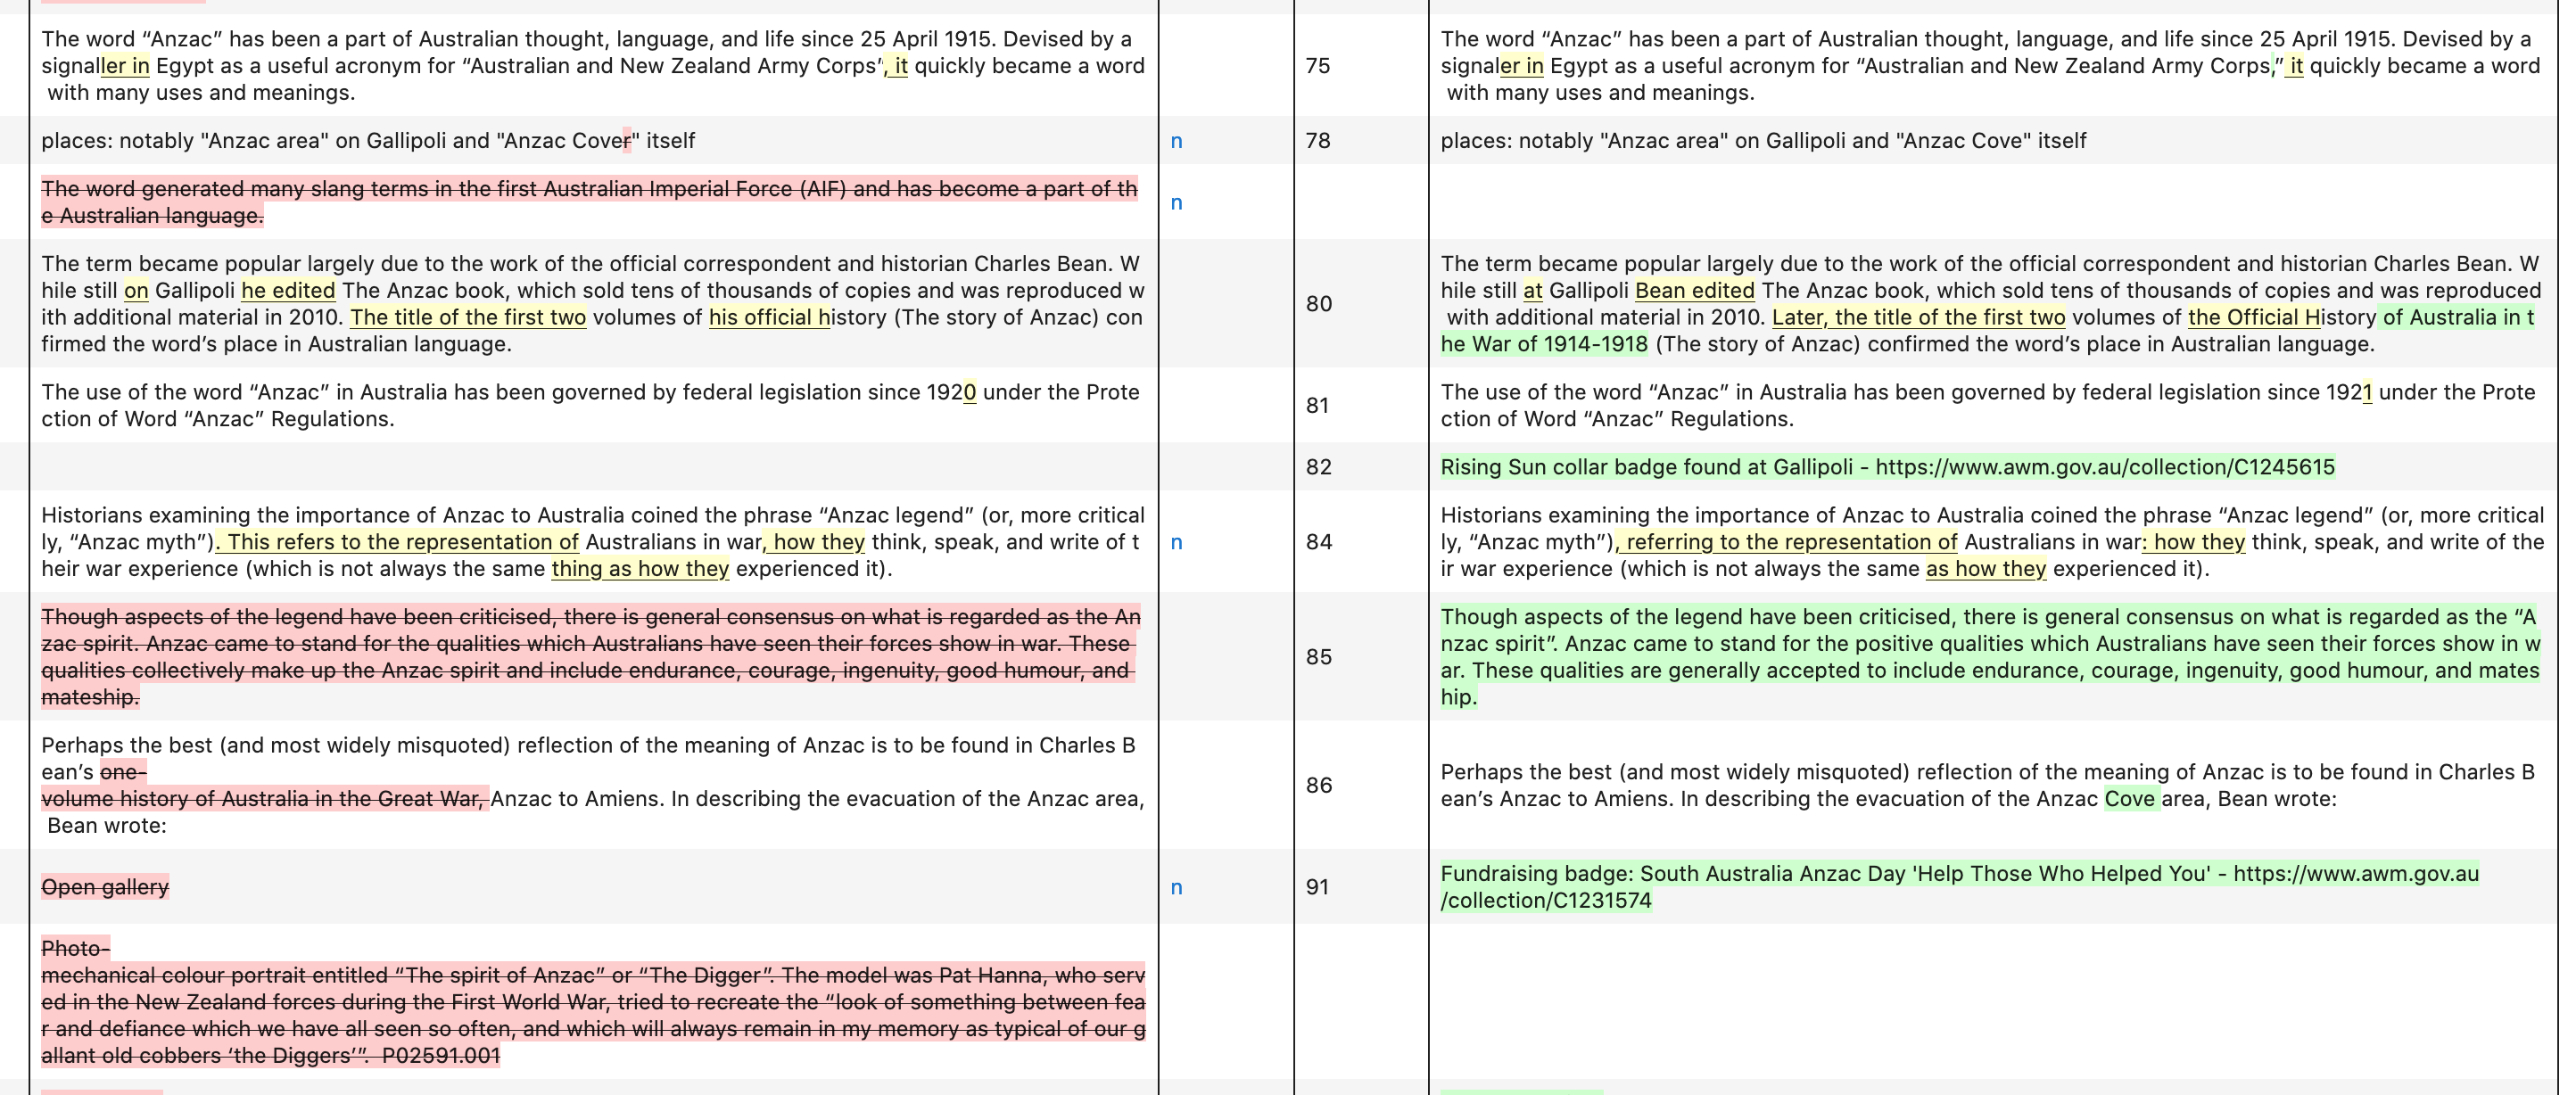 The word “Anzac” has been a part of Australian thought, language, and life since 25 April 1915. Devised by a
signaller in Egypt as a useful acronym for “Australian and New Zealand Army Corps”, it quickly became a word
with many uses and meanings.
75
The word “Anzac” has been a part of Australian thought, language, and life since 25 April 1915. Devised by a
signaler in Egypt as a useful acronym for “Australian and New Zealand Army Corps,” it quickly became a word
with many uses and meanings.
places: notably "Anzac area" on Gallipoli and "Anzac Cover" itself
n
78
places: notably "Anzac area" on Gallipoli and "Anzac Cove" itself
The word generated many slang terms in the first Australian Imperial Force (AIF) and has become a part of th
e Australian language.
n
The term became popular largely due to the work of the official correspondent and historian Charles Bean. W
hile still on Gallipoli he edited The Anzac book, which sold tens of thousands of copies and was reproduced w
ith additional material in 2010. The title of the first two volumes of his official history (The story of Anzac) con
firmed the word’s place in Australian language.
80
The term became popular largely due to the work of the official correspondent and historian Charles Bean. W
hile still at Gallipoli Bean edited The Anzac book, which sold tens of thousands of copies and was reproduced
with additional material in 2010. Later, the title of the first two volumes of the Official History of Australia in t
he War of 1914-1918 (The story of Anzac) confirmed the word’s place in Australian language.
The use of the word “Anzac” in Australia has been governed by federal legislation since 1920 under the Prote
ction of Word “Anzac” Regulations.
81
The use of the word “Anzac” in Australia has been governed by federal legislation since 1921 under the Prote
ction of Word “Anzac” Regulations.
82
Rising Sun collar badge found at Gallipoli - https://www.awm.gov.au/collection/C1245615
Historians examining the importance of Anzac to Australia coined the phrase “Anzac legend” (or, more critical
ly, “Anzac myth”). This refers to the representation of Australians in war, how they think, speak, and write of t
heir war experience (which is not always the same thing as how they experienced it).
n
84
Historians examining the importance of Anzac to Australia coined the phrase “Anzac legend” (or, more critical
ly, “Anzac myth”), referring to the representation of Australians in war: how they think, speak, and write of the
ir war experience (which is not always the same as how they experienced it).
Though aspects of the legend have been criticised, there is general consensus on what is regarded as the An
zac spirit. Anzac came to stand for the qualities which Australians have seen their forces show in war. These
qualities collectively make up the Anzac spirit and include endurance, courage, ingenuity, good humour, and
mateship.
85
Though aspects of the legend have been criticised, there is general consensus on what is regarded as the “A
nzac spirit”. Anzac came to stand for the positive qualities which Australians have seen their forces show in w
ar. These qualities are generally accepted to include endurance, courage, ingenuity, good humour, and mates
hip.
Perhaps the best (and most widely misquoted) reflection of the meaning of Anzac is to be found in Charles B
ean’s one-
volume history of Australia in the Great War, Anzac to Amiens. In describing the evacuation of the Anzac area,
Bean wrote:
86
Perhaps the best (and most widely misquoted) reflection of the meaning of Anzac is to be found in Charles B
ean’s Anzac to Amiens. In describing the evacuation of the Anzac Cove area, Bean wrote:
Open gallery
n
91
Fundraising badge: South Australia Anzac Day 'Help Those Who Helped You' - https://www.awm.gov.au
/collection/C1231574
Photo-
mechanical colour portrait entitled “The spirit of Anzac” or “The Digger”. The model was Pat Hanna, who serv
ed in the New Zealand forces during the First World War, tried to recreate the “look of something between fea
r and defiance which we have all seen so often, and which will always remain in my memory as typical of our g
allant old cobbers ‘the Diggers’”. P02591.001